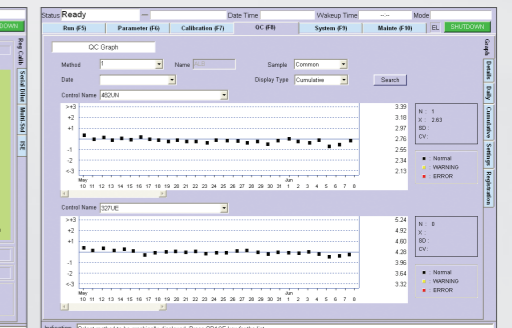 Status Ready --- Date Time Wakeup Time --:-- Mode
Run (F5) Parameter (F6) Calibration (F7) QC (F8) System (F9) Mainte (F10) EL SHUTDOWN
QC Graph
Method 1 Name Sample Common
Date Display Type Cumulative Search
Control Name 462UN
>+3
+2
+1
-1
-2
<-3
3.39
3.18
2.97
2.76
2.55
2.34
2.13
N : 1
X : 2.63
SD :
CV :
: Normal
: WARNING
: ERROR
May Jun
10 11 12 13 14 15 16 17 18 19 20 21 22 23 24 25 26 27 28 29 30 31 1 2 3 4 5 6 7 8
Control Name 327UE
>+3
+2
+1
-1
-2
<-3
5.24
4.92
4.60
4.28
3.96
3.64
3.32
N : 8
X :
SD :
CV :
: Normal
: WARNING
: ERROR
May Jun
10 11 12 13 14 15 16 17 18 19 20 21 22 23 24 25 26 27 28 29 30 31 1 2 3 4 5 6 7 8
Graph Details Daily Cumulative Settings Registration
Reg Calib Serial Dilut Multi Std ISE